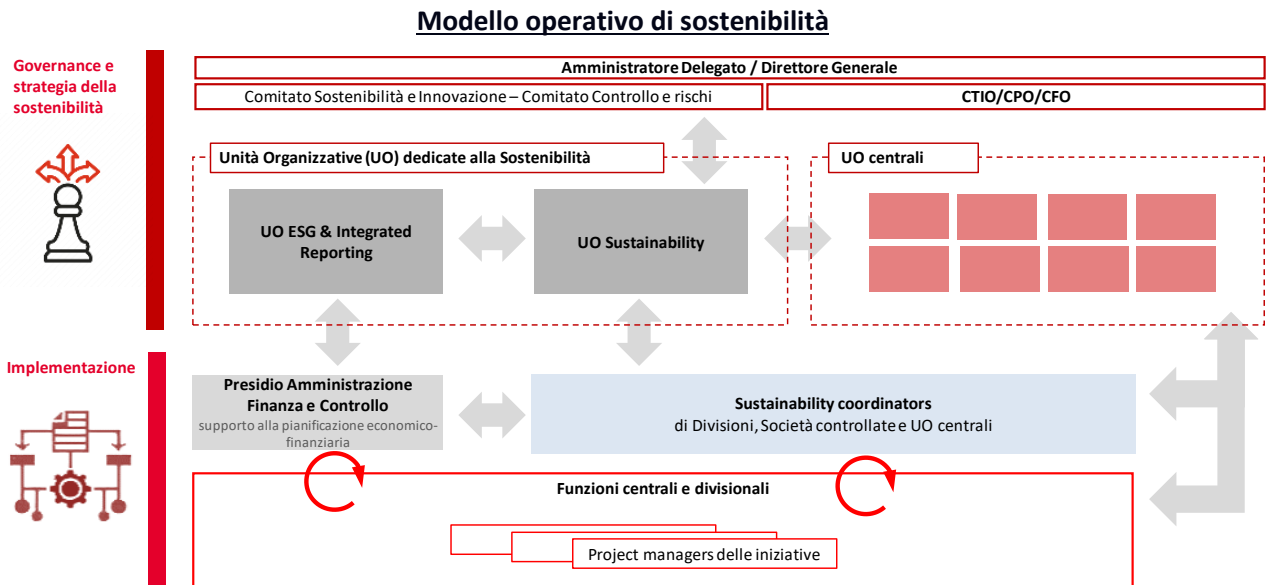 Modello operativo di sostenibilità
Governance e
strategia della
sostenibilità
Amministratore Delegato / Direttore Generale
Comitato Sostenibilità e Innovazione – Comitato Controllo e rischi
CTIO/CPO/CFO
Unità Organizzative (UO) dedicate alla Sostenibilità
UO centrali
UO ESG & Integrated
Reporting
UO Sustainability
Implementazione
Presidio Amministrazione
Finanza e Controllo
supporto alla pianificazione economico-
finanziaria
Sustainability coordinators
di Divisioni, Società controllate e UO centrali
Funzioni centrali e divisionali
Project managers delle iniziative